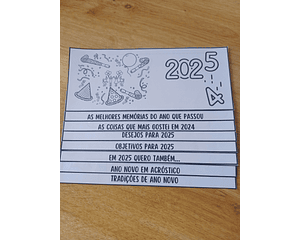 2025
4
AS MELHORES MEMÓRIAS DO ANO QUE PASSOU
AS COISAS QUE MAIS GOSTEI EM 2024
DESEJOS PARA 2025
OBJETIVOS PARA 2025
EM 2025 QUERO TAMBÉM...
ANO NOVO EM ACRÓSTICO
TRADIÇÕES DE ANO NOVO